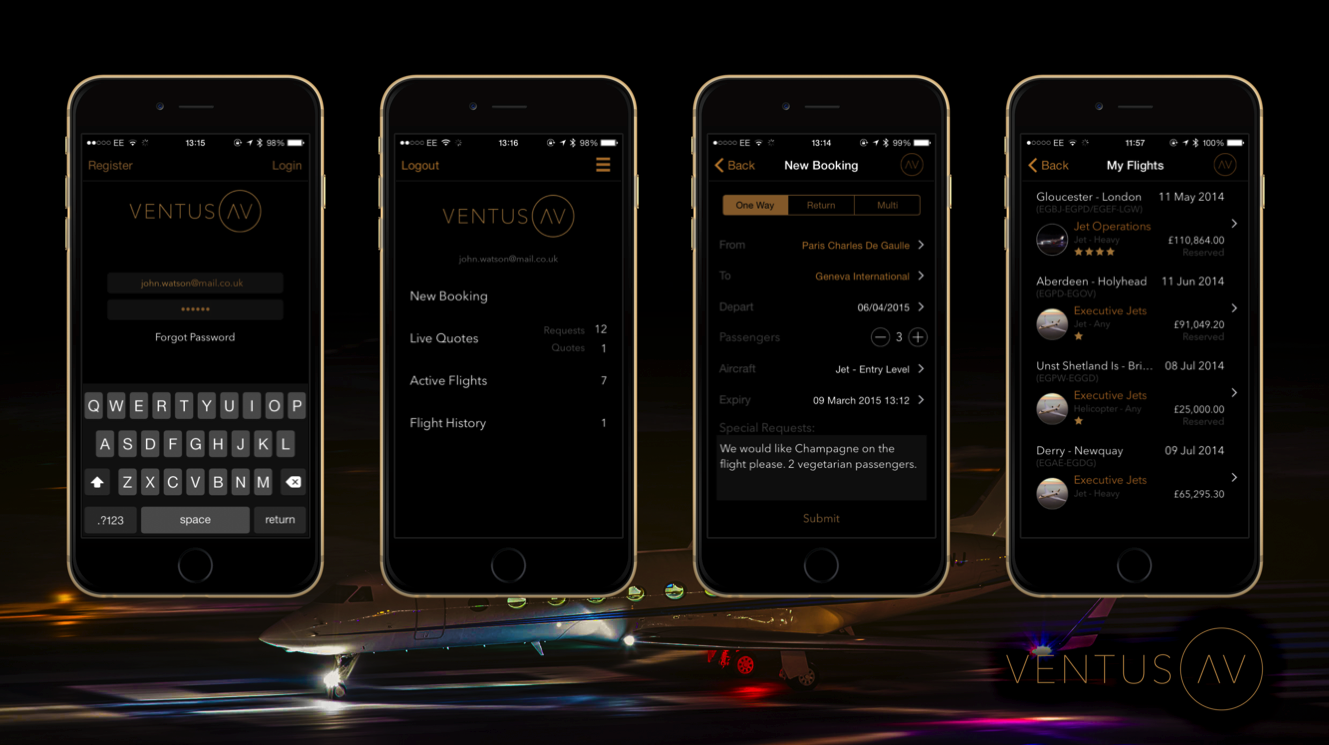 EE 13:15 98%
Register Login
VENTUS AV
john.watson@mail.co.uk
••••••
Forgot Password
Q W E R T Y U I O P
A S D F G H J K L
Z X C V B N M
.?123 space return
EE 13:16 98%
Logout
VENTUS AV
john.watson@mail.co.uk
New Booking
Live Quotes Requests 12
Quotes 1
Active Flights 7
Flight History 1
EE 13:14 99%
Back New Booking AV
One Way Return Multi
From Paris Charles De Gaulle
To Geneva International
Depart 06/04/2015
Passengers 3
Aircraft Jet - Entry Level
Expiry 09 March 2015 13:12
Special Requests:
We would like Champagne on the
flight please. 2 vegetarian passengers.
Submit
EE 11:57 100%
Back My Flights AV
Gloucester - London 11 May 2014
(EGBJ-EGPD/EGEF-LGW)
Jet Operations
Jet - Heavy £110,864.00
Reserved
Aberdeen - Holyhead 11 Jun 2014
(EGPD-EGOV)
Executive Jets
Jet - Any £91,049.20
Reserved
Unst Shetland Is - Bri... 08 Jul 2014
(EGPW-EGGD)
Executive Jets
Helicopter - Any £25,000.00
Reserved
Derry - Newquay 09 Jul 2014
(EGAE-EGDG)
Executive Jets
Jet - Heavy £65,295.30
VENTUS AV